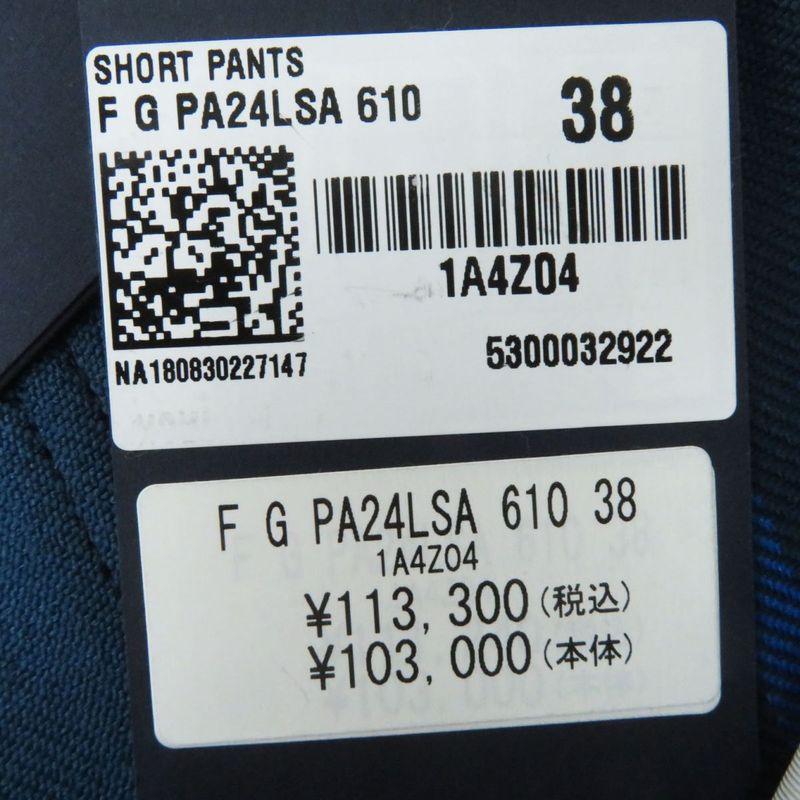 SHORT PANTS
F G PA24LSA 610
38
1A4Z04
NA180830227147
5300032922
F G PA24LSA 610 38
1A4Z04
¥113,300(税込)
¥103,000(本体)